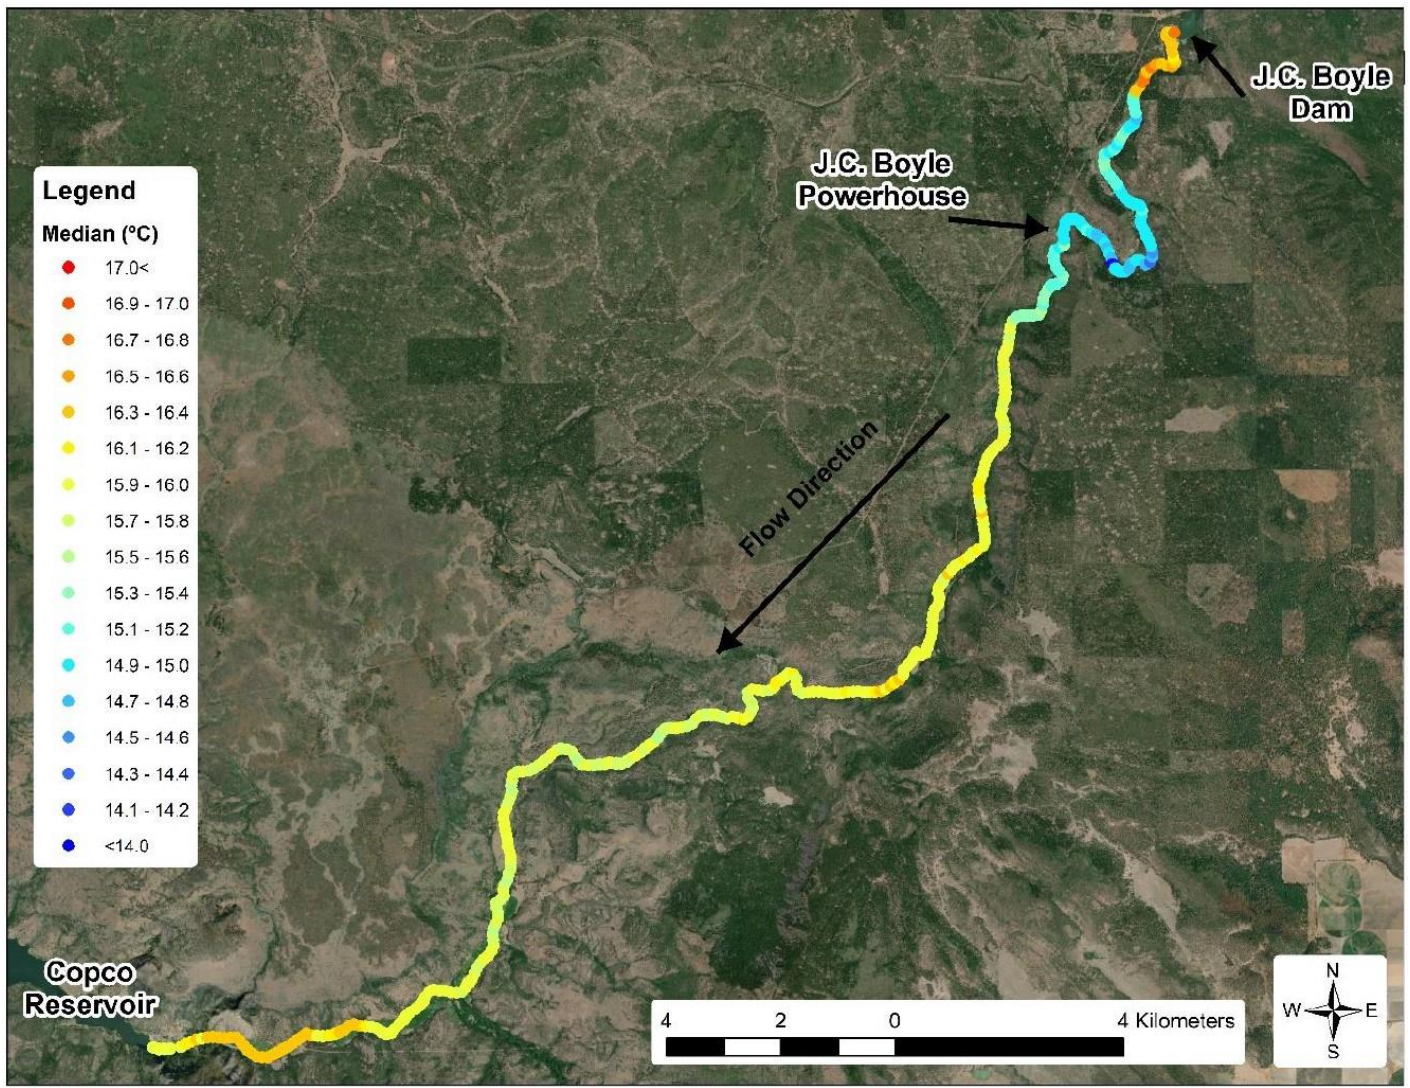 J.C. Boyle
Dam
J.C. Boyle
Powerhouse
Legend
Median (ºC)
17.0<
16.9 - 17.0
16.7 - 16.8
16.5 - 16.6
16.3 - 16.4
16.1 - 16.2
15.9 - 16.0
15.7 - 15.8
15.5 - 15.6
15.3 - 15.4
15.1 - 15.2
14.9 - 15.0
14.7 - 14.8
14.5 - 14.6
14.3 - 14.4
14.1 - 14.2
<14.0
Flow Direction
Copco
Reservoir
4 2 0 4 Kilometers
N
W E
S